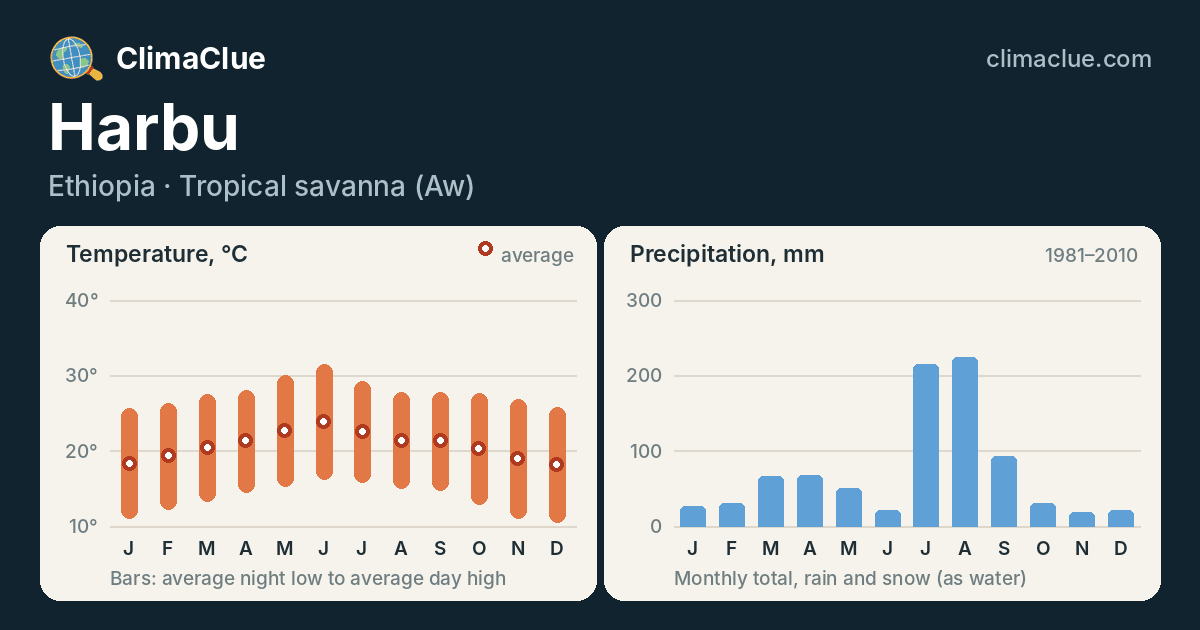 ClimaClue
climaclue.com
Harbu
Ethiopia · Tropical savanna (Aw)
Temperature, °C
average
40°
30°
20°
10°
J F M A M J J A S O N D
Bars: average night low to average day high
Precipitation, mm
1981–2010
300
200
100
0
J F M A M J J A S O N D
Monthly total, rain and snow (as water)